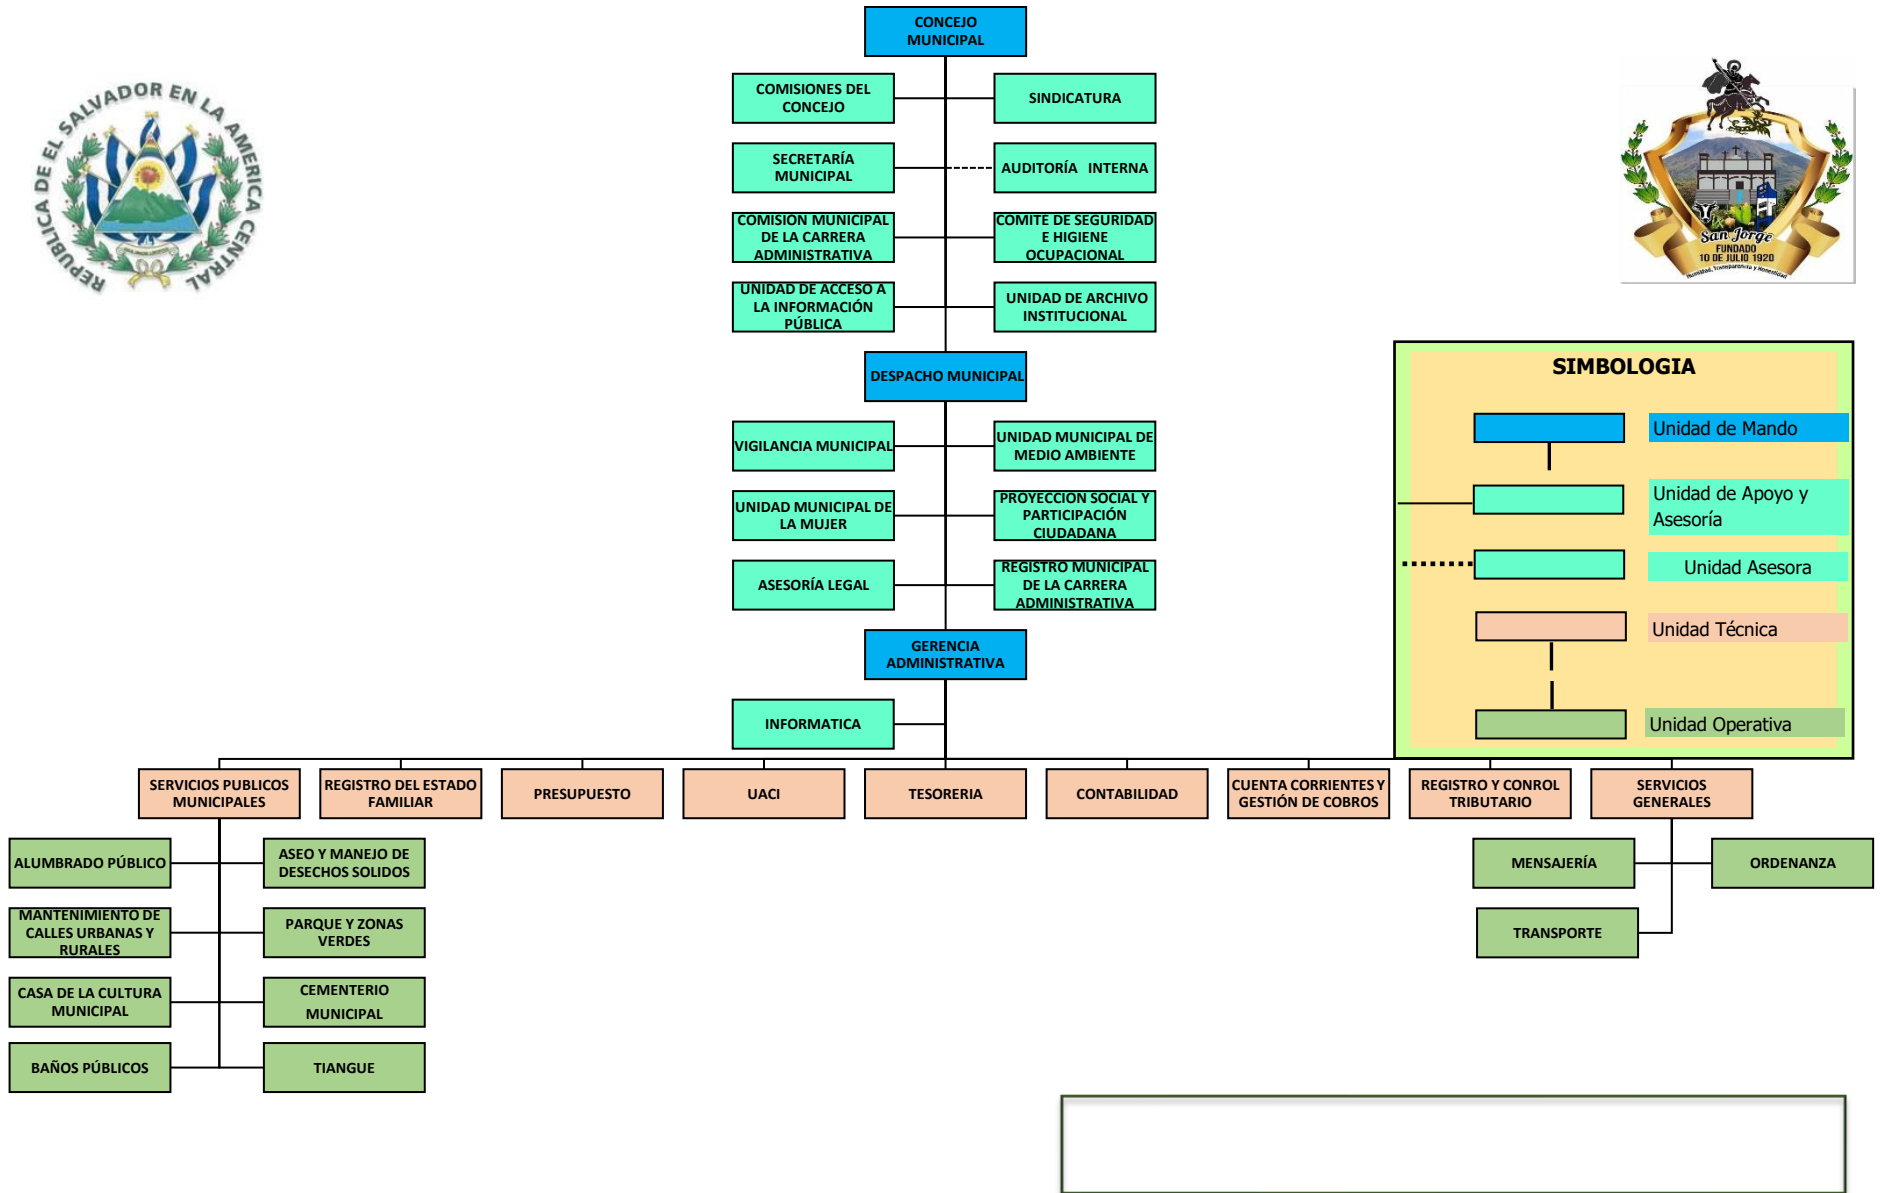 CONCEJO
MUNICIPAL
REPUBLICA DE EL SALVADOR EN LA AMERICA CENTRAL
COMISIONES DEL
CONCEJO
SINDICATURA
SECRETARÍA
MUNICIPAL
AUDITORÍA INTERNA
COMISION MUNICIPAL
DE LA CARRERA
ADMINISTRATIVA
COMITE DE SEGURIDAD
E HIGIENE
OCUPACIONAL
San Jorge
FUNDADO
10 DE JULIO 1920
Humildad, Transparencia y Honestidad
UNIDAD DE ACCESO A
LA INFORMACIÓN
PÚBLICA
UNIDAD DE ARCHIVO
INSTITUCIONAL
DESPACHO MUNICIPAL
VIGILANCIA MUNICIPAL
UNIDAD MUNICIPAL DE
MEDIO AMBIENTE
UNIDAD MUNICIPAL DE
LA MUJER
PROYECCION SOCIAL Y
PARTICIPACIÓN
CIUDADANA
ASESORÍA LEGAL
REGISTRO MUNICIPAL
DE LA CARRERA
ADMINISTRATIVA
GERENCIA
ADMINISTRATIVA
INFORMATICA
SIMBOLOGIA
Unidad de Mando
Unidad de Apoyo y
Asesoría
Unidad Asesora
Unidad Técnica
Unidad Operativa
SERVICIOS PUBLICOS
MUNICIPALES
REGISTRO DEL ESTADO
FAMILIAR
PRESUPUESTO
UACI
TESORERIA
CONTABILIDAD
CUENTA CORRIENTES Y
GESTIÓN DE COBROS
REGISTRO Y CONROL
TRIBUTARIO
SERVICIOS
GENERALES
ALUMBRADO PÚBLICO
ASEO Y MANEJO DE
DESECHOS SOLIDOS
MANTENIMIENTO DE
CALLES URBANAS Y
RURALES
PARQUE Y ZONAS
VERDES
CASA DE LA CULTURA
MUNICIPAL
CEMENTERIO
MUNICIPAL
BAÑOS PÚBLICOS
TIANGUE
MENSAJERÍA
ORDENANZA
TRANSPORTE